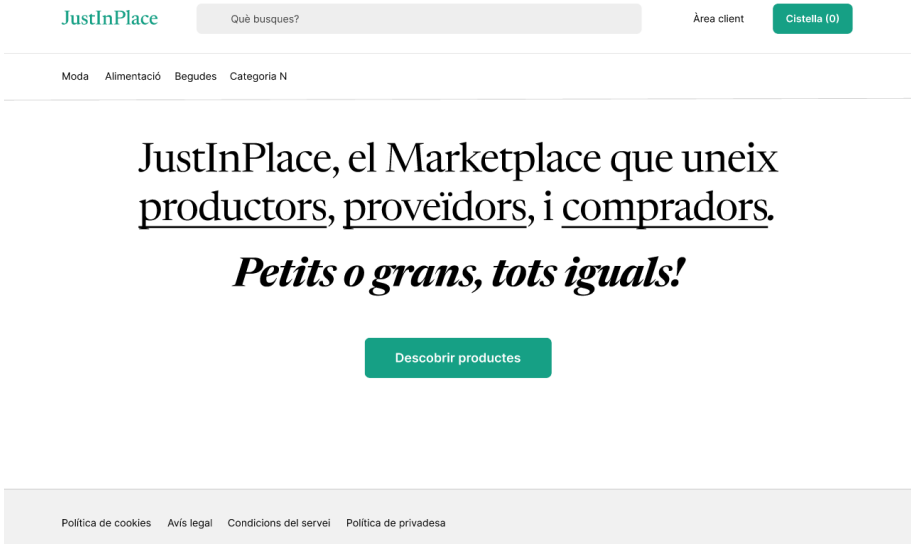 JustInPlace
Què busques?
Àrea client
Cistella (0)
Moda
Alimentació
Begudes
Categoria N
JustInPlace, el Marketplace que uneix
productors, proveïdors, i compradors.
Petits o grans, tots iguals!
Descobrir productes
Política de cookies
Avís legal
Condicions del servei
Política de privadesa